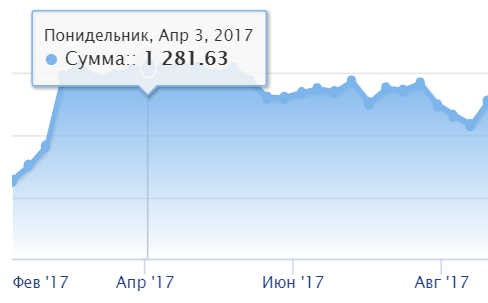 Понидельник, Апр 3, 2017
Сумма:: 1 281.63
Фев '17
Апр '17
Июн '17
Авг '17